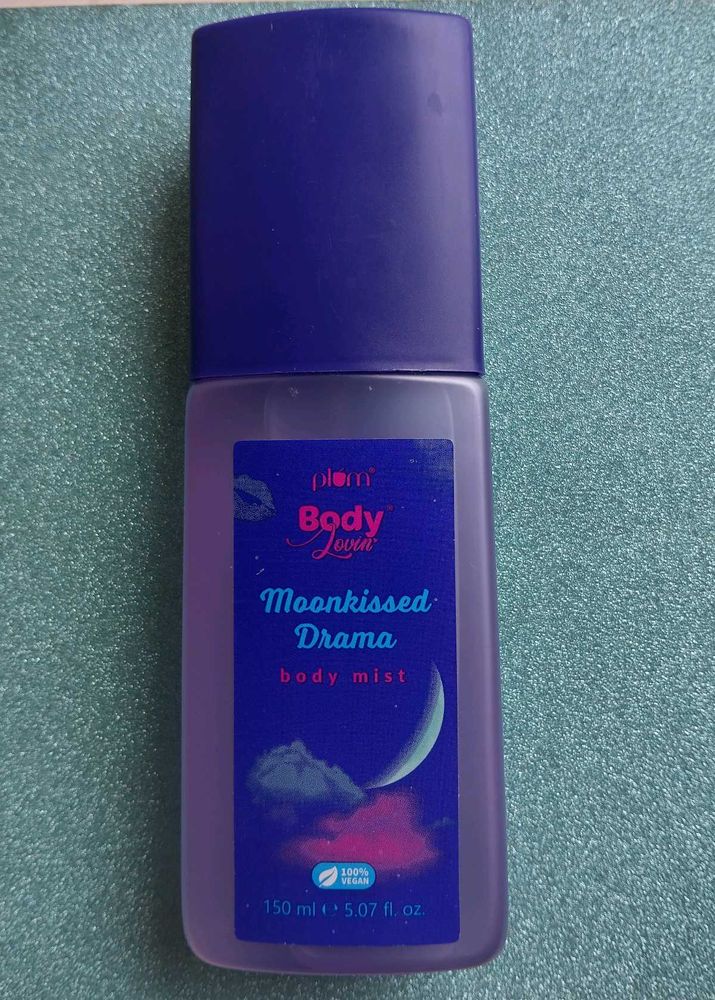 plum®
Body®
Lovin'
Moonkissed
Drama
body mist
100%
VEGAN
150 ml ℮ 5.07 fl. oz.